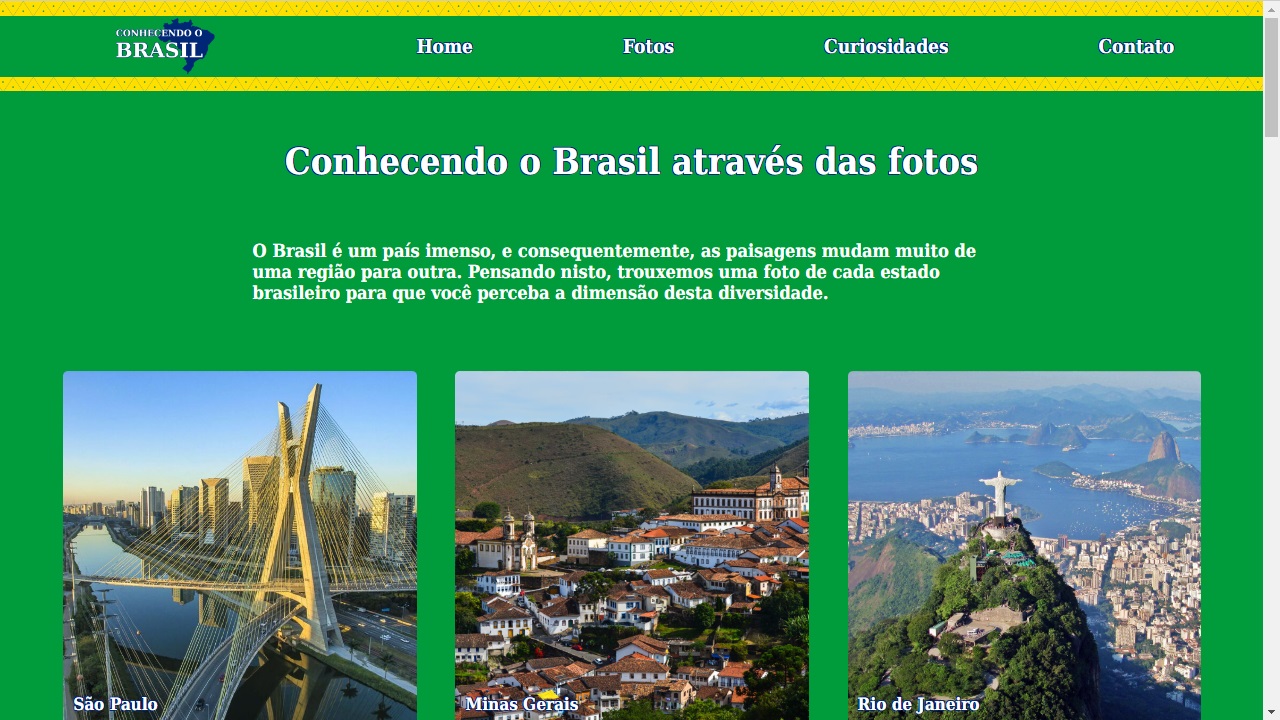 CONHECENDO O
BRASIL
Home
Fotos
Curiosidades
Contato
Conhecendo o Brasil através das fotos
O Brasil é um país imenso, e consequentemente, as paisagens mudam muito de
uma região para outra. Pensando nisto, trouxemos uma foto de cada estado
brasileiro para que você perceba a dimensão desta diversidade.
São Paulo
Minas Gerais
Rio de Janeiro